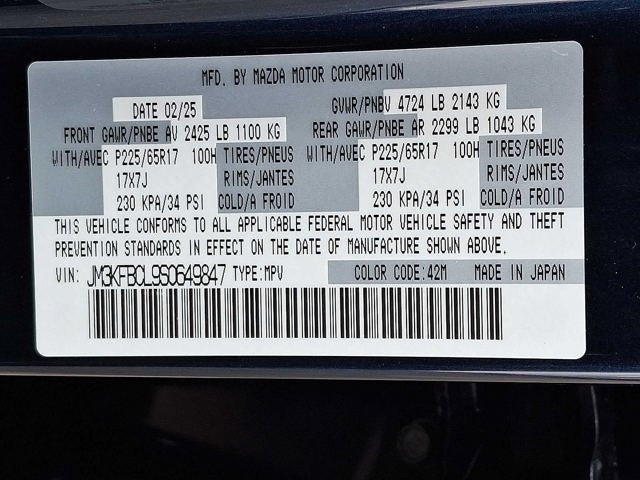 MFD. BY MAZDA MOTOR CORPORATION
DATE 02/25 GVWR/PNBV 4724 LB 2143 KG
FRONT GAWR/PNBE AV 2425 LB 1100 KG REAR GAWR/PNBE AR 2299 LB 1043 KG
WITH/AVEC P225/65R17 100H TIRES/PNEUS WITH/AVEC P225/65R17 100H TIRES/PNEUS
17X7J RIMS/JANTES 17X7J RIMS/JANTES
230 KPA/34 PSI COLD/A FROID 230 KPA/34 PSI COLD/A FROID
THIS VEHICLE CONFORMS TO ALL APPLICABLE FEDERAL MOTOR VEHICLE SAFETY AND THEFT
PREVENTION STANDARDS IN EFFECT ON THE DATE OF MANUFACTURE SHOWN ABOVE.
VIN: JM3KFBCL9S0649847 TYPE: MPV COLOR CODE: 42M MADE IN JAPAN